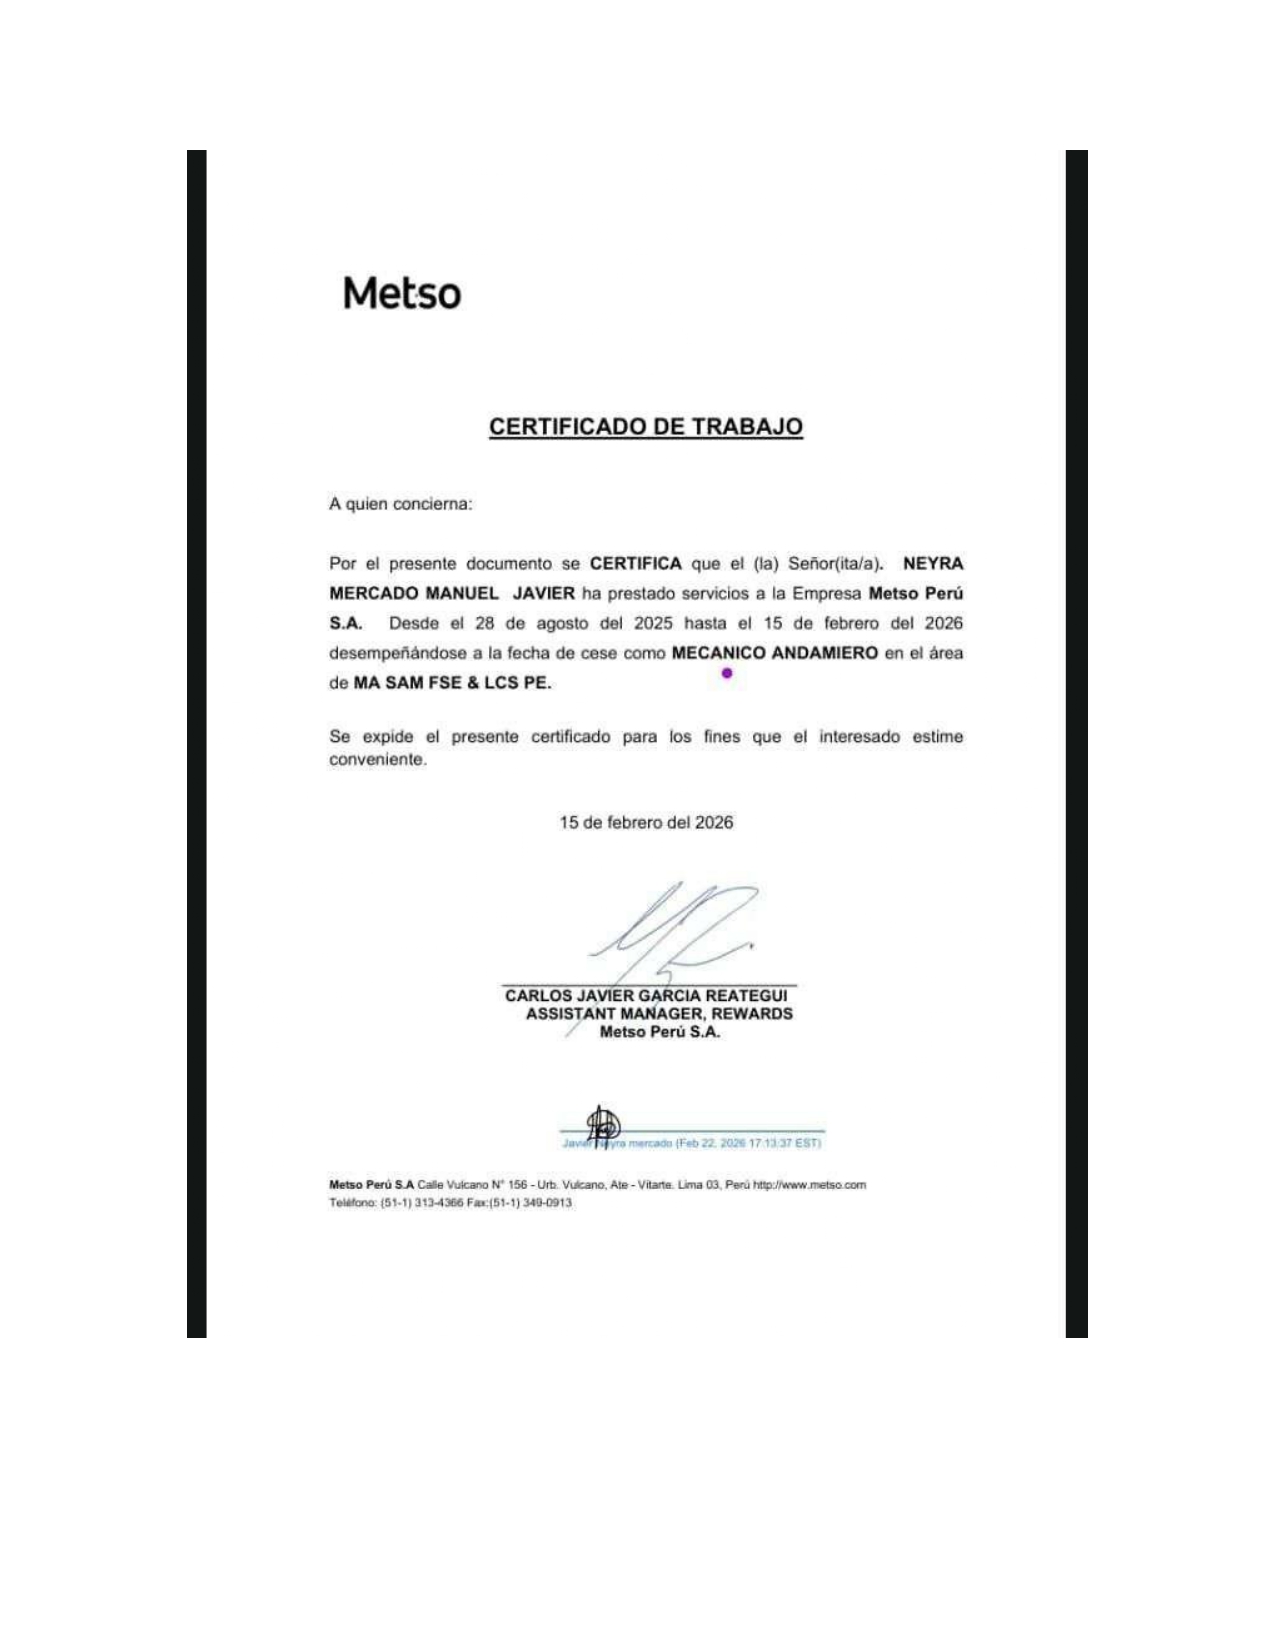 Metso
CERTIFICADO DE TRABAJO
A quien concierna:
Por el presente documento se CERTIFICA que el (la) Señor(ita/a). NEYRA
MERCADO MANUEL JAVIER ha prestado servicios a la Empresa Metso Perú
S.A. Desde el 28 de agosto del 2025 hasta el 15 de febrero del 2026
desempeñándose a la fecha de cese como MECANICO ANDAMIERO en el área
de MA SAM FSE & LCS PE.
Se expide el presente certificado para los fines que el interesado estime
conveniente.
15 de febrero del 2026
CARLOS JAVIER GARCIA REATEGUI
ASSISTANT MANAGER, REWARDS
Metso Perú S.A.
Javier Neyra mercado (Feb 22, 2026 17:13:37 EST)
Metso Perú S.A Calle Vulcano N° 156 - Urb. Vulcano, Ate - Vitarte. Lima 03, Perú http://www.metso.com
Teléfono: (51-1) 313-4366 Fax:(51-1) 349-0913